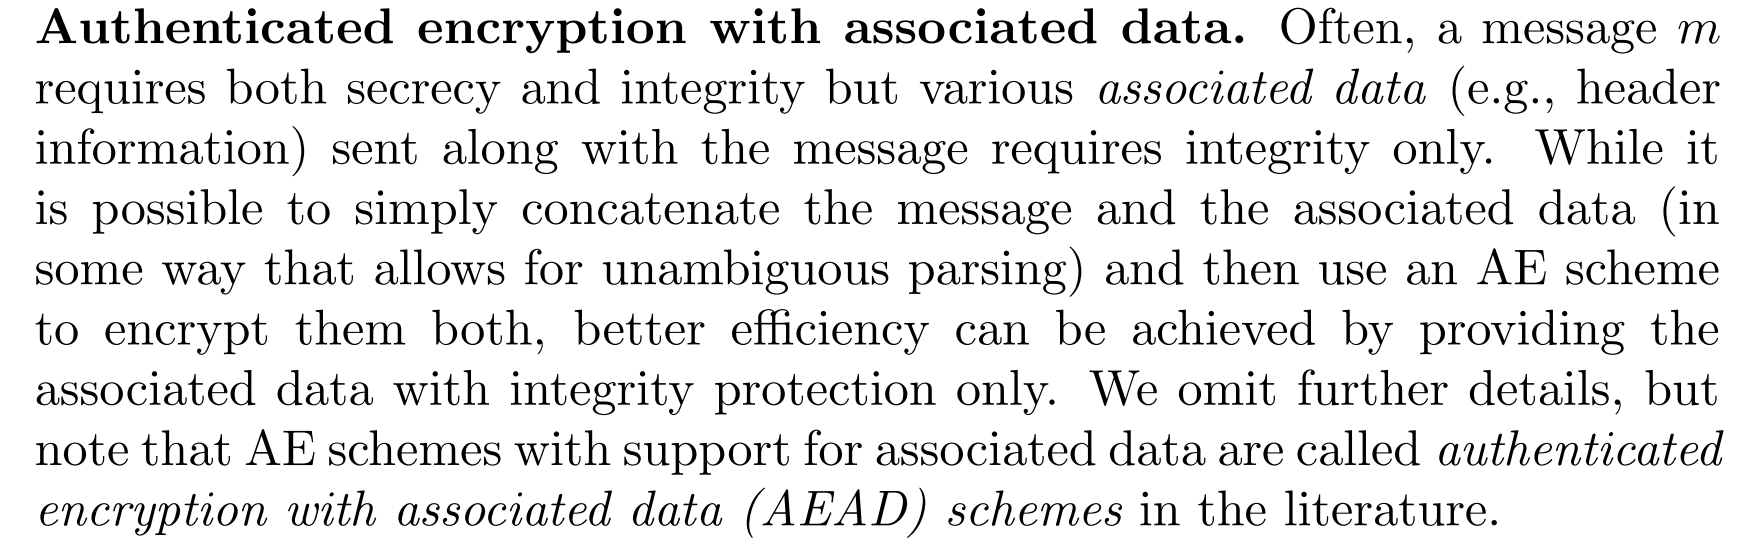 Authenticated encryption with associated data. Often, a message m
requires both secrecy and integrity but various associated data (e.g., header
information) sent along with the message requires integrity only. While it
is possible to simply concatenate the message and the associated data (in
some way that allows for unambiguous parsing) and then use an AE scheme
to encrypt them both, better efficiency can be achieved by providing the
associated data with integrity protection only. We omit further details, but
note that AE schemes with support for associated data are called authenticated
encryption with associated data (AEAD) schemes in the literature.